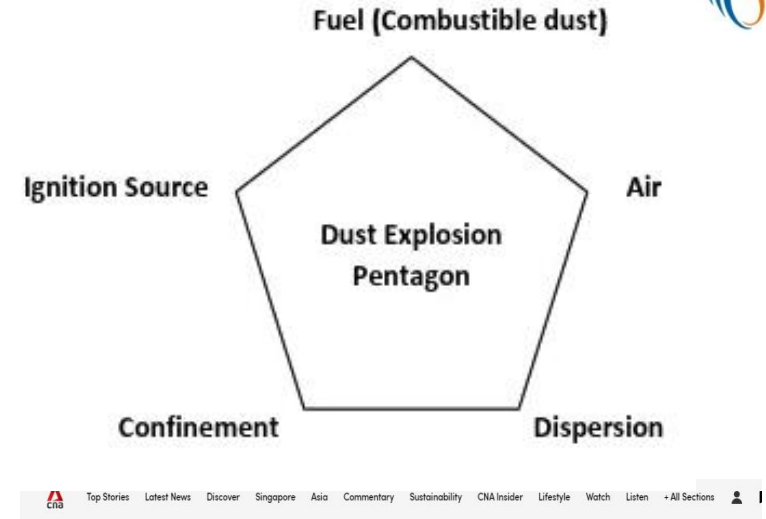 Fuel (Combustible dust)
Ignition Source
Air
Dust Explosion
Pentagon
Confinement
Dispersion
cna
Top Stories Latest News Discover Singapore Asia Commentary Sustainability CNA Insider Lifestyle Watch Listen + All Sections